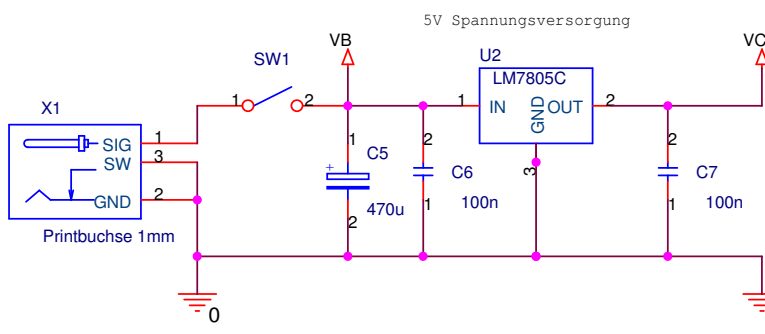 5V Spannungsversorgung
VB
VC
SW1
U2
LM7805C
X1
1
2
1
IN
OUT
GND
2
3
SIG
1
SW
3
GND
2
Printbuchse 1mm
1
+
C5
470u
2
2
C6
100n
1
2
C7
100n
1
0